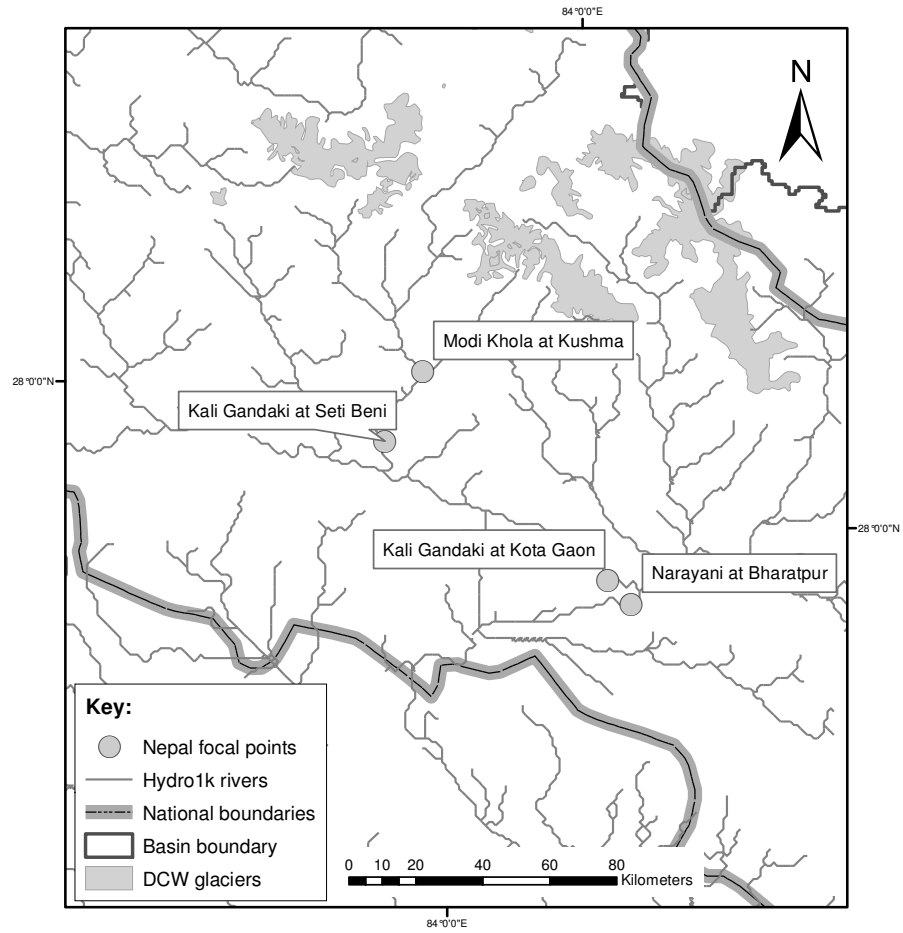 84°0'0"E
N
Modi Khola at Kushma
28°0'0"N
Kali Gandaki at Seti Beni
28°0'0"N
Kali Gandaki at Kota Gaon
Narayani at Bharatpur
Key:
Nepal focal points
Hydro1k rivers
National boundaries
Basin boundary
DCW glaciers
0 10 20 40 60 80
Kilometers
84°0'0"E